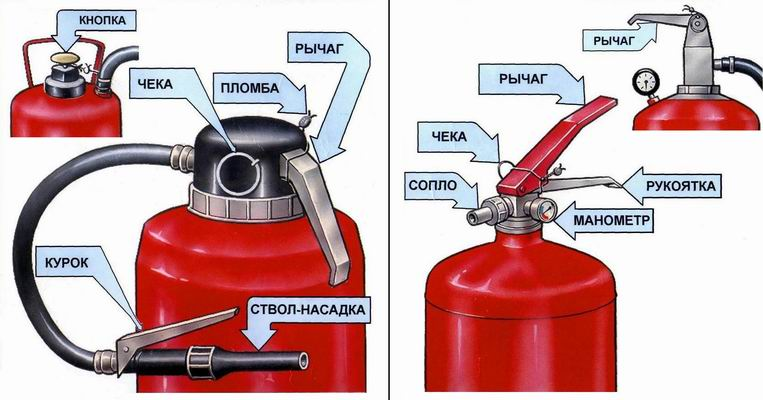 КНОПКА
ЧЕКА
ПЛОМБА
РЫЧАГ
КУРОК
СТВОЛ-НАСАДКА
РЫЧАГ
РЫЧАГ
ЧЕКА
СОПЛО
РУКОЯТКА
МАНОМЕТР